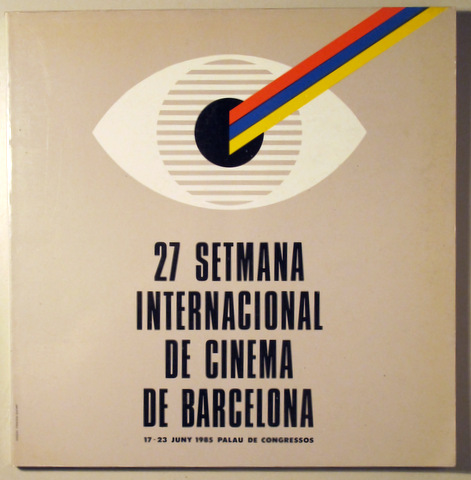 27 SETMANA
INTERNACIONAL
DE CINEMA
DE BARCELONA
17-23 JUNY 1985 PALAU DE CONGRESSOS